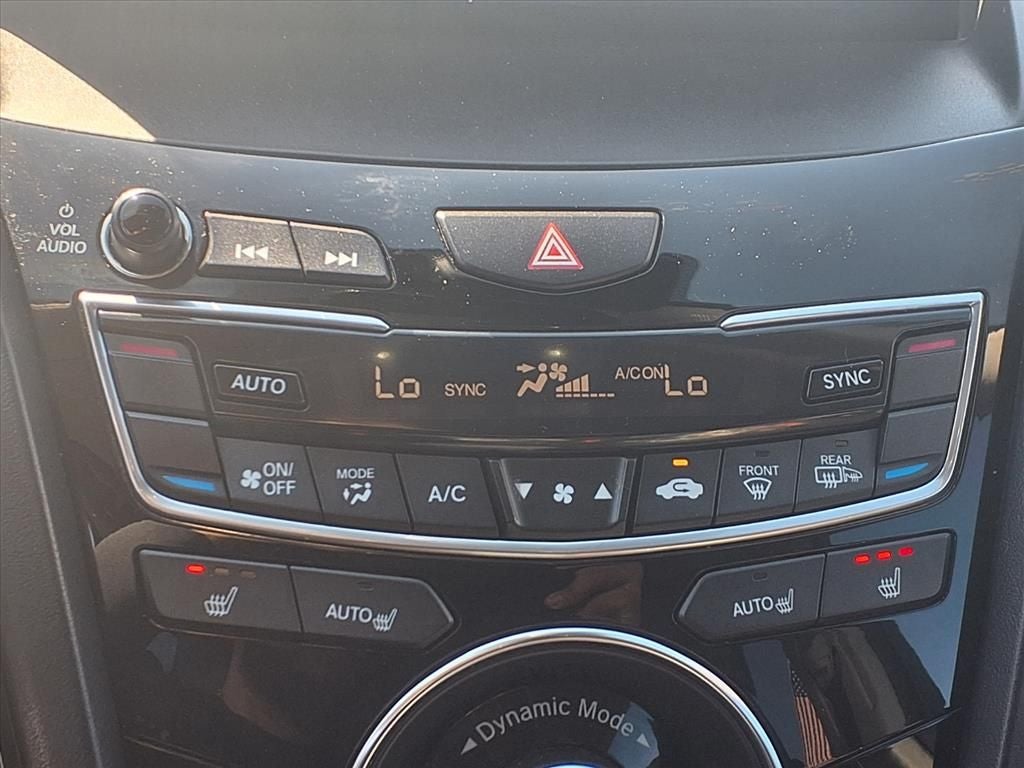 VOL
AUDIO
AUTO
Lo
SYNC
A/C ON
Lo
SYNC
ON/
OFF
MODE
A/C
FRONT
REAR
AUTO
AUTO
Dynamic Mode